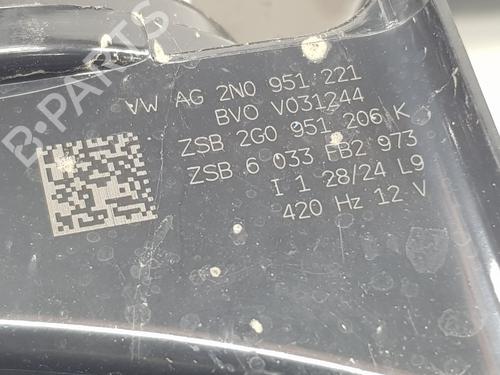 VW AG 2N0 951 221
BVO V031244
ZSB 2G0 951 206 K
ZSB 6 033 FB2 973
I 1 28/24 L9
420 Hz 12 V
B-PARTS